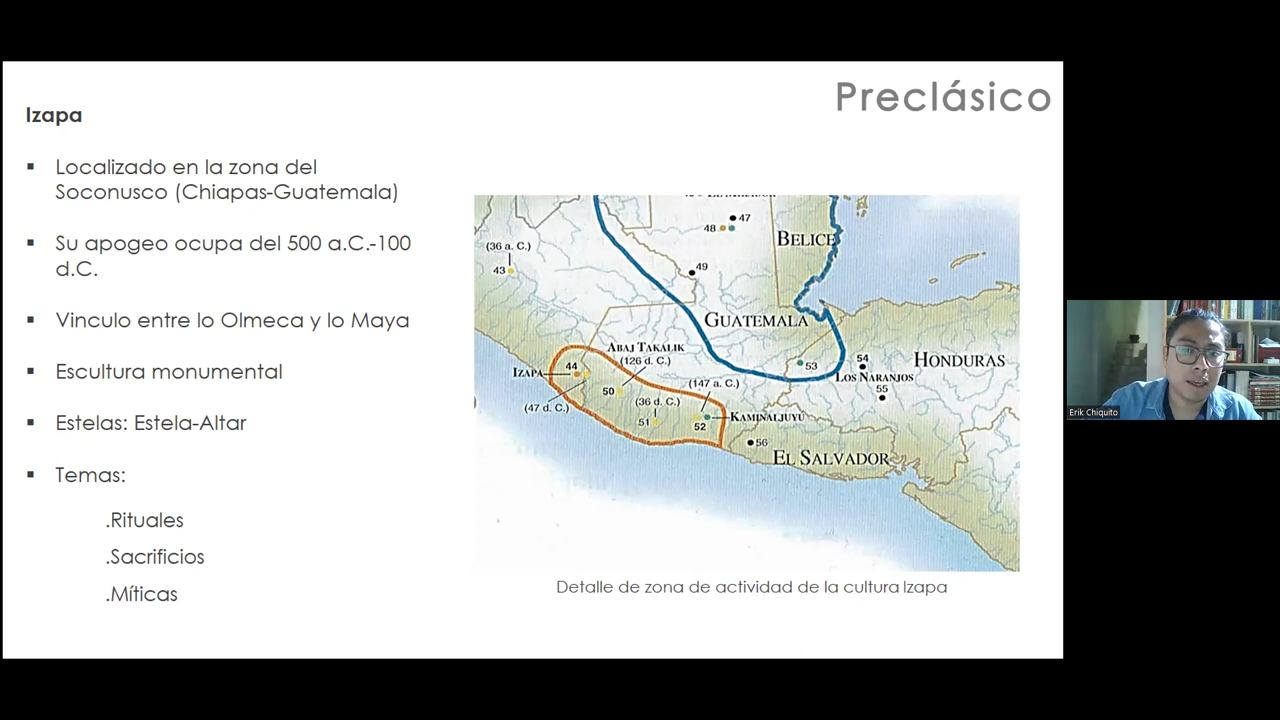 Preclásico
Izapa
▪ Localizado en la zona del
Soconusco (Chiapas-Guatemala)
▪ Su apogeo ocupa del 500 a.C.-100
d.C.
▪ Vinculo entre lo Olmeca y lo Maya
▪ Escultura monumental
▪ Estelas: Estela-Altar
▪ Temas:
.Rituales
.Sacrificios
.Míticas
47
48
BELICE
(36 a. C.)
43
49
GUATEMALA
ABAJ TAKALIK
(126 d. C.)
53
54
HONDURAS
IZAPA
44
LOS NARANJOS
(147 a. C.)
55
50
(36 d. C.)
(47 d. C.)
KAMINALJUYÚ
51
52
56
EL SALVADOR
Detalle de zona de actividad de la cultura Izapa
Erik Chiquito